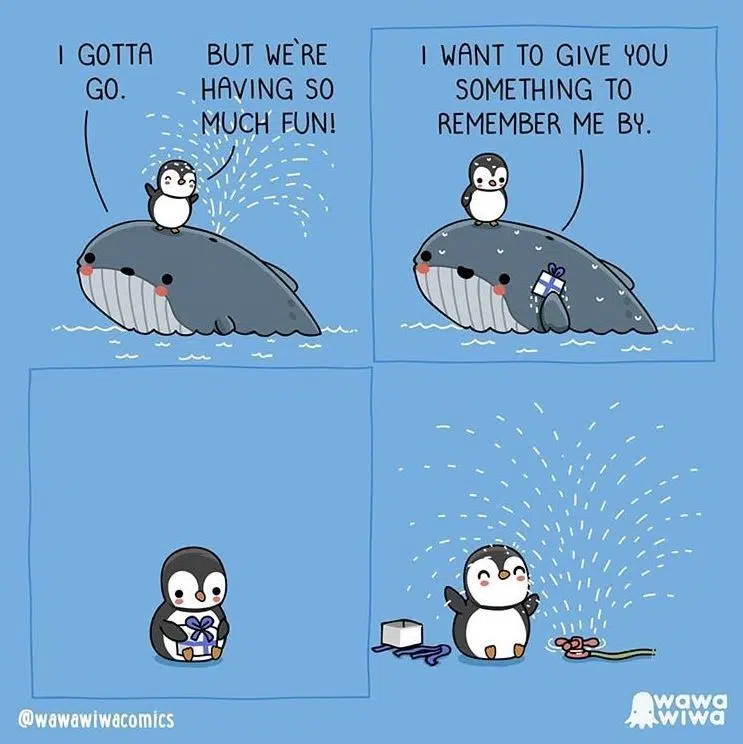 I GOTTA
GO.
BUT WE`RE
HAVING SO
MUCH FUN!
I WANT TO GIVE YOU
SOMETHING TO
REMEMBER ME BY.
@wawawiwacomics
wawa
wiwa